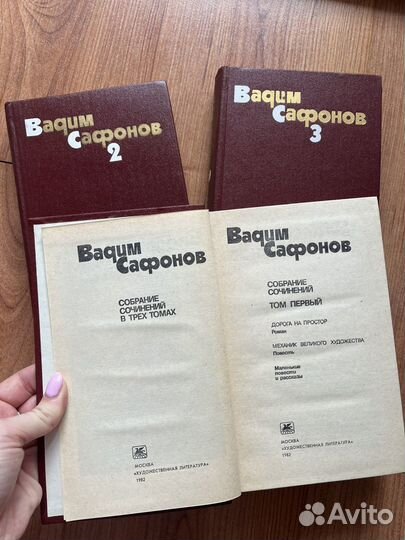 Вадим
Сафонов
2
Вадим
Сафонов
3
Вадим
Сафонов
СОБРАНИЕ
СОЧИНЕНИЙ
В ТРЕХ ТОМАХ
МОСКВА
«ХУДОЖЕСТВЕННАЯ ЛИТЕРАТУРА»
1982
Вадим
Сафонов
СОБРАНИЕ
СОЧИНЕНИЙ
ТОМ ПЕРВЫЙ
ДОРОГА НА ПРОСТОР
Роман
МЕХАНИК ВЕЛИКОГО ХУДОЖЕСТВА
Повесть
Маленькие
повести
и рассказы
МОСКВА
«ХУДОЖЕСТВЕННАЯ ЛИТЕРАТУРА»
1982
Avito